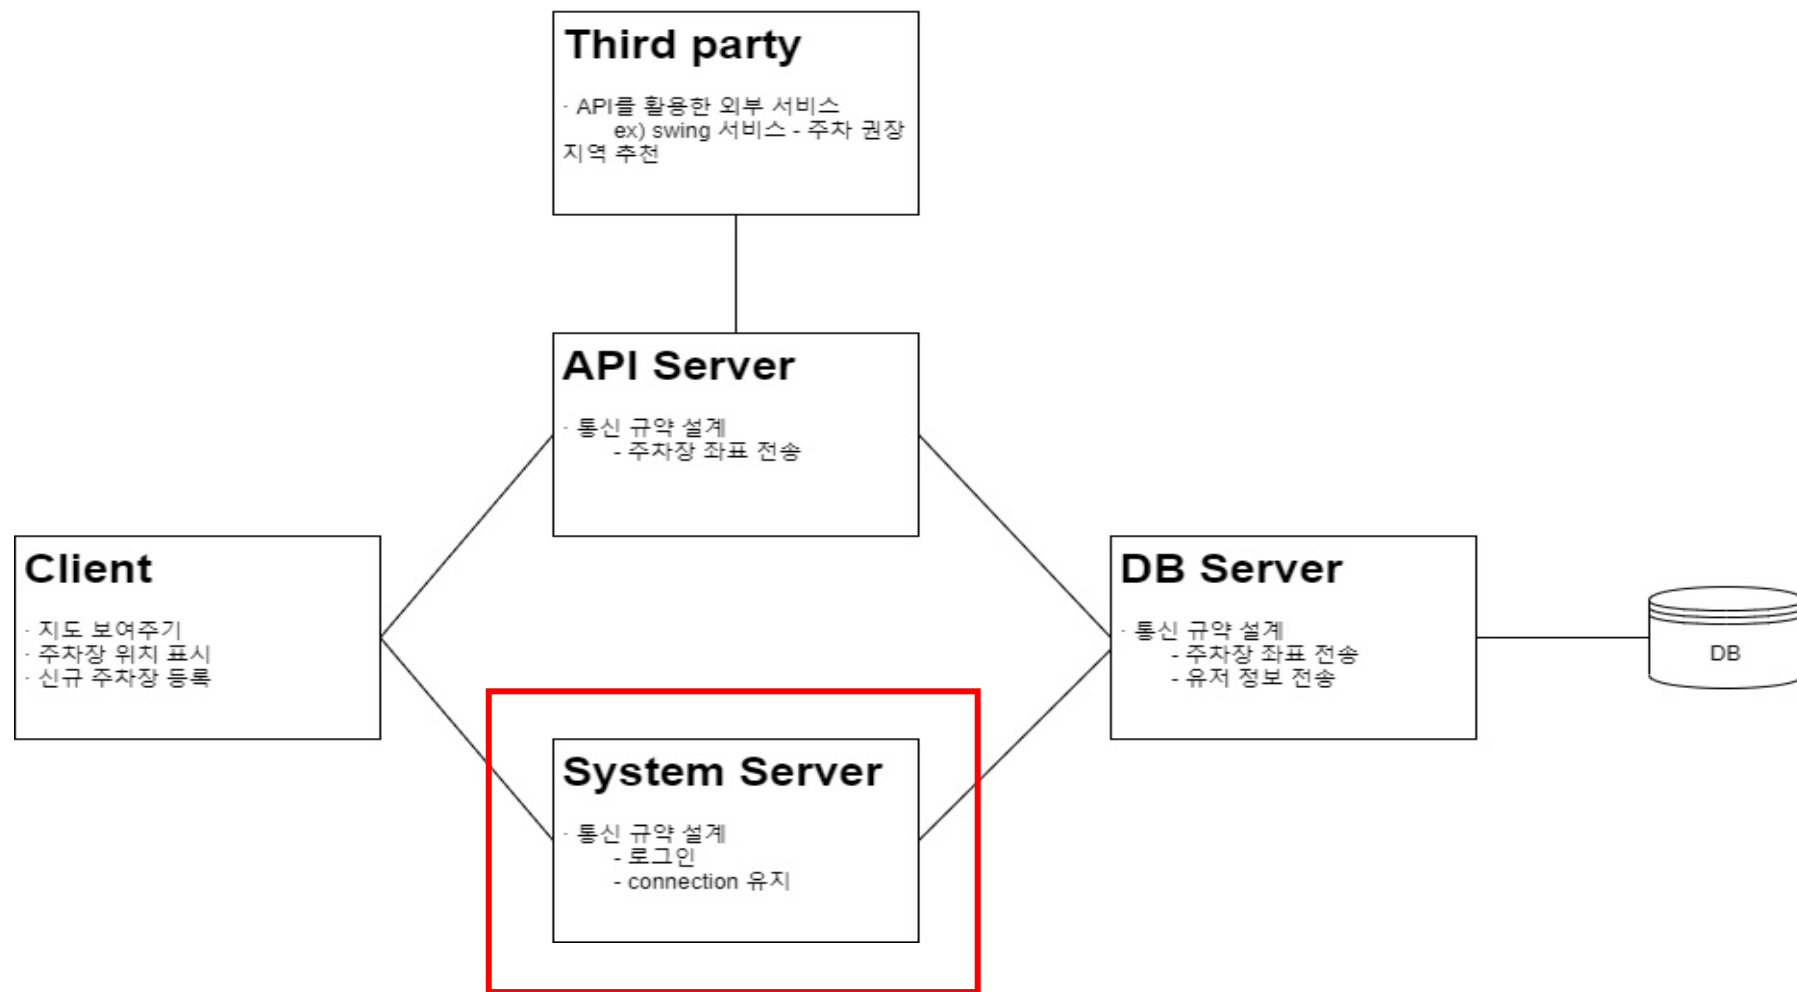 Third party
· API를 활용한 외부 서비스
ex) swing 서비스 - 주차 권장
지역 추천
API Server
· 통신 규약 설계
- 주차장 좌표 전송
Client
· 지도 보여주기
· 주차장 위치 표시
· 신규 주차장 등록
DB Server
· 통신 규약 설계
- 주차장 좌표 전송
- 유저 정보 전송
DB
System Server
· 통신 규약 설계
- 로그인
- connection 유지